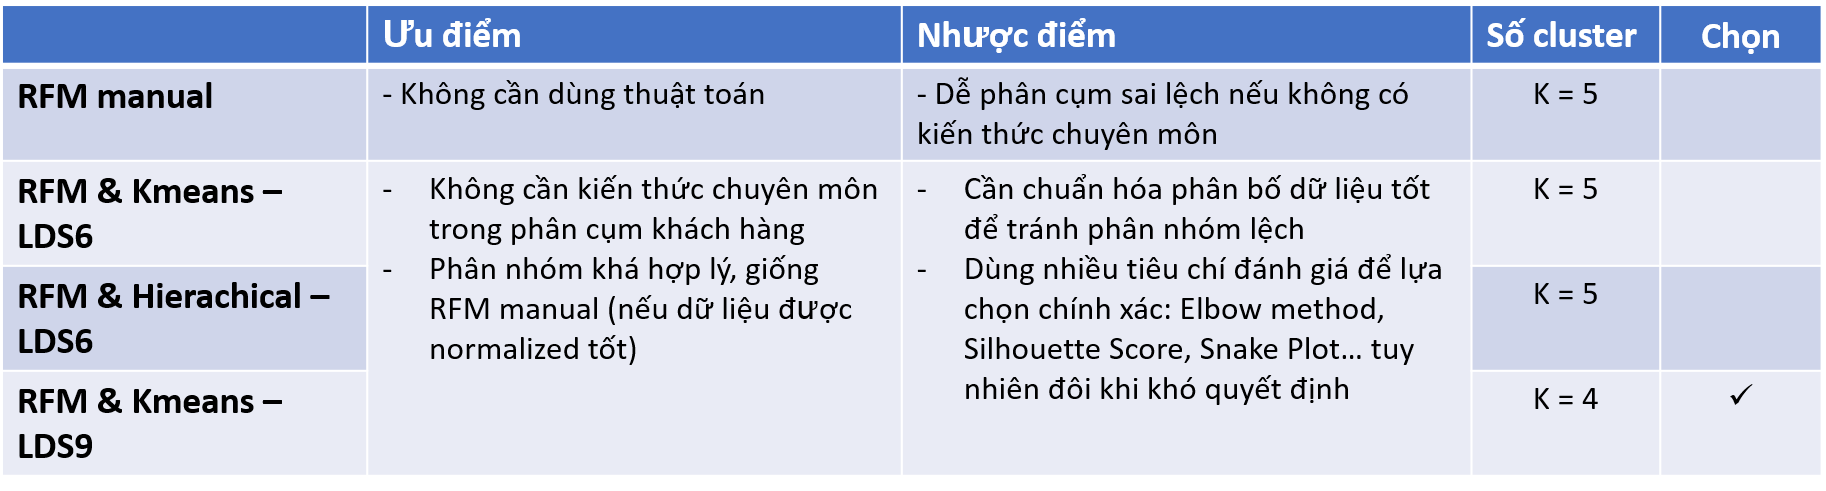 Ưu điểm
Nhược điểm
Số cluster
Chọn
RFM manual
- Không cần dùng thuật toán
- Dễ phân cụm sai lệch nếu không có
kiến thức chuyên môn
K = 5
RFM & Kmeans –
LDS6
- Không cần kiến thức chuyên môn
trong phân cụm khách hàng
- Phân nhóm khá hợp lý, giống
RFM manual (nếu dữ liệu được
normalized tốt)
- Cần chuẩn hóa phân bố dữ liệu tốt
để tránh phân nhóm lệch
- Dùng nhiều tiêu chí đánh giá để lựa
chọn chính xác: Elbow method,
Silhouette Score, Snake Plot... tuy
nhiên đôi khi khó quyết định
K = 5
RFM & Hierachical –
LDS6
K = 5
RFM & Kmeans –
LDS9
K = 4
✓